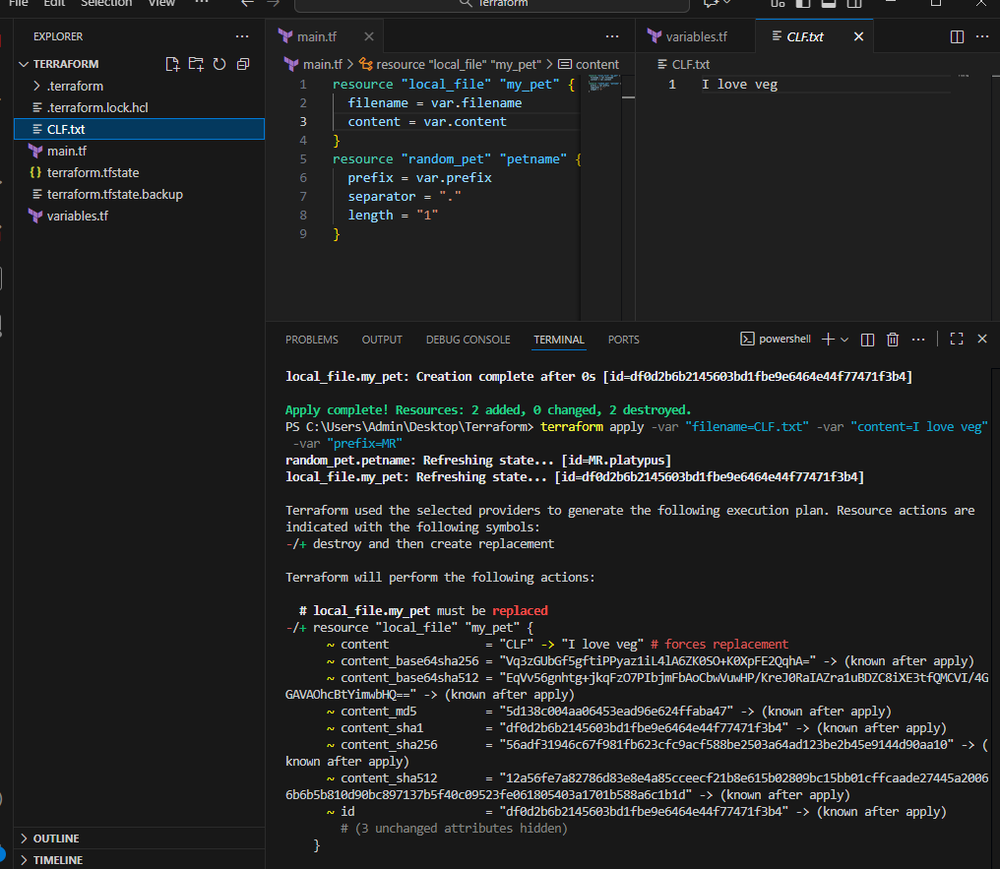 File Edit Selection View ... Terraform
EXPLORER
TERRAFORM
.terraform
.terraform.lock.hcl
CLF.txt
main.tf
terraform.tfstate
terraform.tfstate.backup
variables.tf
OUTLINE
TIMELINE
main.tf
main.tf > resource "local_file" "my_pet" > content
1 resource "local_file" "my_pet" {
2 filename = var.filename
3 content = var.content
4 }
5 resource "random_pet" "petname" {
6 prefix = var.prefix
7 separator = "."
8 length = "1"
9 }
variables.tf CLF.txt
CLF.txt
1 I love veg
PROBLEMS OUTPUT DEBUG CONSOLE TERMINAL PORTS powershell
local_file.my_pet: Creation complete after 0s [id=df0d2b6b2145603bd1fbe9e6464e44f77471f3b4]
Apply complete! Resources: 2 added, 0 changed, 2 destroyed.
PS C:\Users\Admin\Desktop\Terraform> terraform apply -var "filename=CLF.txt" -var "content=I love veg"
-var "prefix=MR"
random_pet.petname: Refreshing state... [id=MR.platypus]
local_file.my_pet: Refreshing state... [id=df0d2b6b2145603bd1fbe9e6464e44f77471f3b4]
Terraform used the selected providers to generate the following execution plan. Resource actions are
indicated with the following symbols:
-/+ destroy and then create replacement
Terraform will perform the following actions:
# local_file.my_pet must be replaced
-/+ resource "local_file" "my_pet" {
~ content = "CLF" -> "I love veg" # forces replacement
~ content_base64sha256 = "Vq3zGUbGf5gftiPPyaz1iL4lA6ZK0SO+K0XpFE2QqhA=" -> (known after apply)
~ content_base64sha512 = "EqVv56gnhtg+jkqFzO7PIbjmFbAoCbwVuwHP/KreJ0RaIAZra1uBDZC8iXE3tfQMCVI/4G
GAVAOhcBtYimwbHQ==" -> (known after apply)
~ content_md5 = "5d138c004aa06453ead96e624ffaba47" -> (known after apply)
~ content_sha1 = "df0d2b6b2145603bd1fbe9e6464e44f77471f3b4" -> (known after apply)
~ content_sha256 = "56adf31946c67f981fb623cfc9acf588be2503a64ad123be2b45e9144d90aa10" -> (
known after apply)
~ content_sha512 = "12a56fe7a82786d83e8e4a85cceecf21b8e615b02809bc15bb01cffcaade27445a2006
6b6b5b810d90bc897137b5f40c09523fe061805403a1701b588a6c1b1d" -> (known after apply)
~ id = "df0d2b6b2145603bd1fbe9e6464e44f77471f3b4" -> (known after apply)
# (3 unchanged attributes hidden)
}